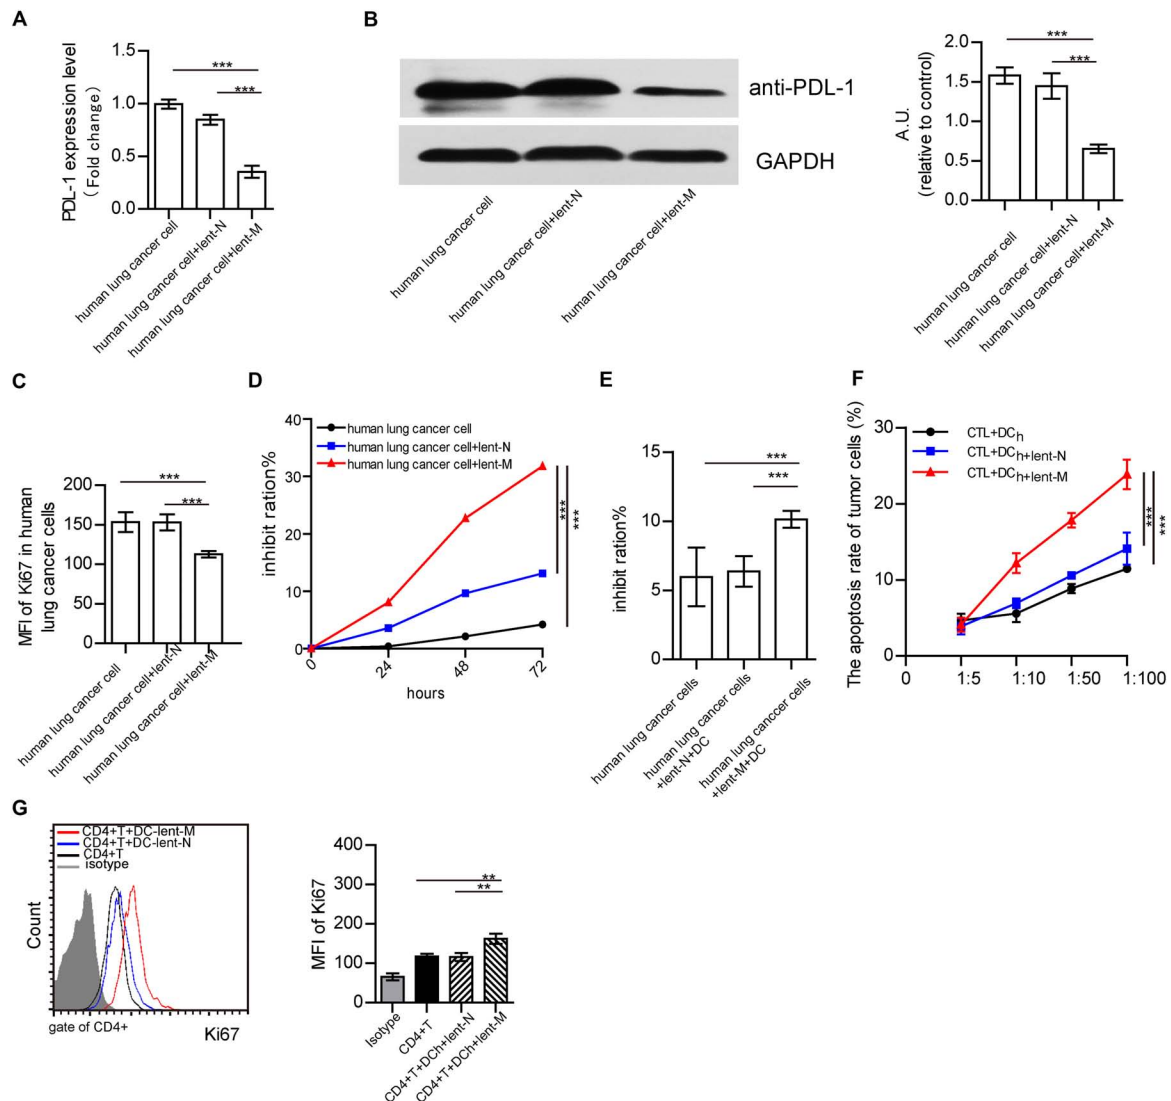 A
PDL-1 expression level
(Fold change)
1.5
1.0
0.5
0.0
***
***
human lung cancer cell
human lung cancer cell+lent-N
human lung cancer cell+lent-M
B
anti-PDL-1
GAPDH
human lung cancer cell
human lung cancer cell+lent-N
human lung cancer cell+lent-M
A.U.
(relative to control)
2.0
1.5
1.0
0.5
0.0
***
***
human lung cancer cell
human lung cancer cell+lent-N
human lung cancer cell+lent-M
C
MFI of Ki67 in human
lung cancer cells
200
150
100
50
0
***
***
human lung cancer cell
human lung cancer cell+lent-N
human lung cancer cell+lent-M
D
inhibit ration%
40
30
20
10
0
human lung cancer cell
human lung cancer cell+lent-N
human lung cancer cell+lent-M
***
***
0
24
48
72
hours
E
inhibit ration%
15
10
5
0
***
***
human lung cancer cells
human lung cancer cells
+lent-N+DC
human lung cancer cells
+lent-M+DC
F
The apoptosis rate of tumor cells (%)
30
20
10
0
CTL+DCh
CTL+DCh+lent-N
CTL+DCh+lent-M
***
***
0
1:5
1:10
1:50
1:100
G
CD4+T+DC-lent-M
CD4+T+DC-lent-N
CD4+T
isotype
Count
gate of CD4+
Ki67
MFI of Ki67
400
300
200
100
0
**
**
Isotype
CD4+T
CD4+T+DCh+lent-N
CD4+T+DCh+lent-M